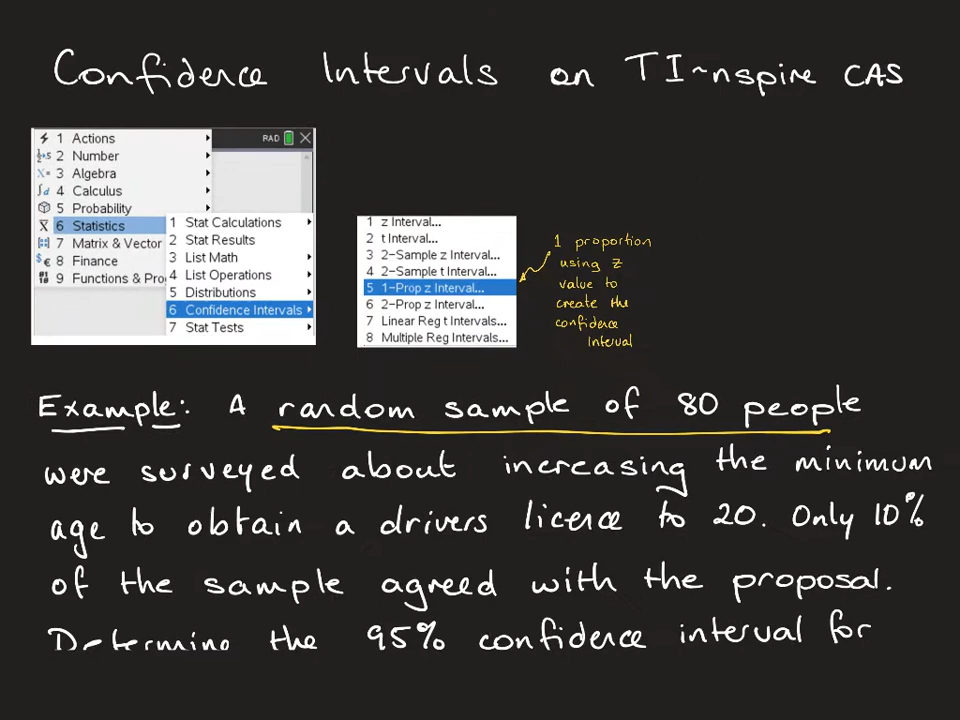 Confidence Intervals on TI-nspire CAS
1 Actions
2 Number
3 Algebra
4 Calculus
5 Probability
6 Statistics
7 Matrix & Vector
8 Finance
9 Functions & Pro
RAD
1 Stat Calculations
2 Stat Results
3 List Math
4 List Operations
5 Distributions
6 Confidence Intervals
7 Stat Tests
1 z Interval...
2 t Interval...
3 2-Sample z Interval...
4 2-Sample t Interval...
5 1-Prop z Interval...
6 2-Prop z Interval...
7 Linear Reg t Intervals...
8 Multiple Reg Intervals...
1 proportion
using z
value to
create the
confidence
interval
Example: A random sample of 80 people
were surveyed about increasing the minimum
age to obtain a drivers licence to 20. Only 10%
of the sample agreed with the proposal.
Determine the 95% confidence interval for